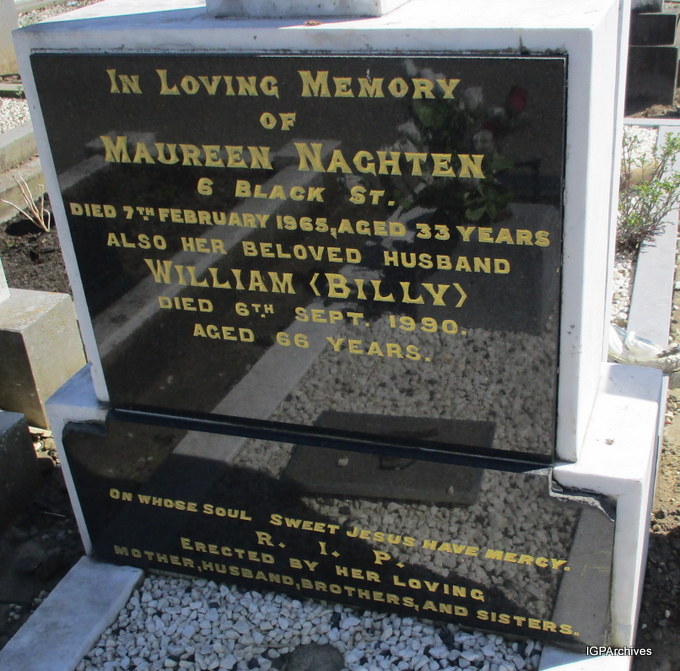 IN LOVING MEMORY
OF
MAUREEN NAGHTEN
6 BLACK ST.
DIED 7TH FEBRUARY 1965, AGED 33 YEARS
ALSO HER BELOVED HUSBAND
WILLIAM (BILLY)
DIED 6TH SEPT. 1990.
AGED 66 YEARS.
ON WHOSE SOUL SWEET JESUS HAVE MERCY.
R. I. P.
ERECTED BY HER LOVING
MOTHER, HUSBAND, BROTHERS, AND SISTERS.
IGPArchives